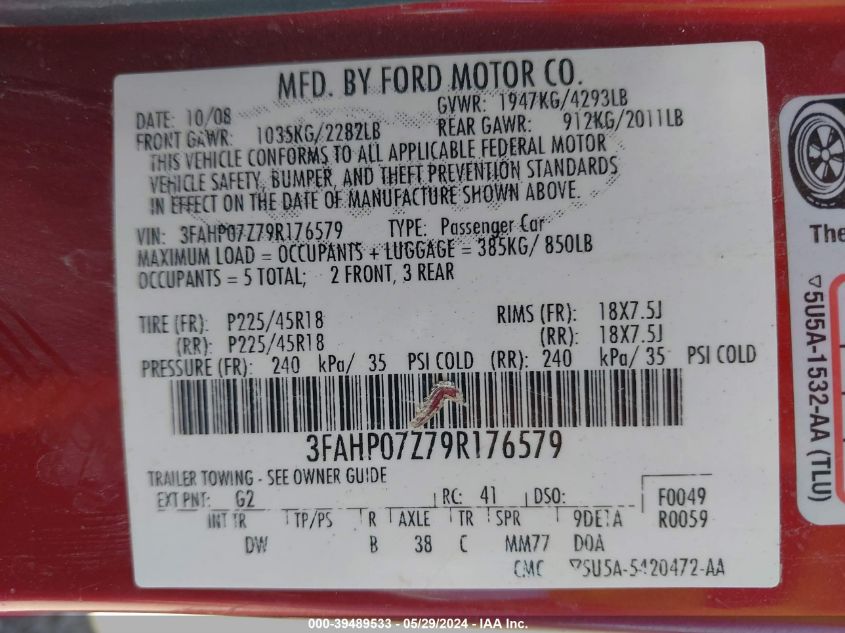 MFD. BY FORD MOTOR CO.
DATE: 10/08 GVWR: 1947KG/4293LB
FRONT GAWR: 1035KG/2282LB REAR GAWR: 912KG/2011LB
THIS VEHICLE CONFORMS TO ALL APPLICABLE FEDERAL MOTOR
VEHICLE SAFETY, BUMPER, AND THEFT PREVENTION STANDARDS
IN EFFECT ON THE DATE OF MANUFACTURE SHOWN ABOVE.
VIN: 3FAHP07Z79R176579 TYPE: Passenger Car
MAXIMUM LOAD = OCCUPANTS + LUGGAGE = 385KG/ 850LB
OCCUPANTS = 5 TOTAL; 2 FRONT, 3 REAR
TIRE (FR): P225/45R18 RIMS (FR): 18X7.5J
(RR): P225/45R18 (RR): 18X7.5J
PRESSURE (FR): 240 kPa/ 35 PSI COLD (RR): 240 kPa/ 35 PSI COLD
3FAHP07Z79R176579
TRAILER TOWING - SEE OWNER GUIDE
EXT PNT: G2 RC: 41 DSO: F0049
INT TR TP/PS R AXLE TR SPR 9DETA R0059
DW B 38 C MM77 DOA
CMC ▽5U5A-5420472-AA
The
▽5U5A-1532-AA (TLU)
000-39489533 - 05/29/2024 - IAA Inc.